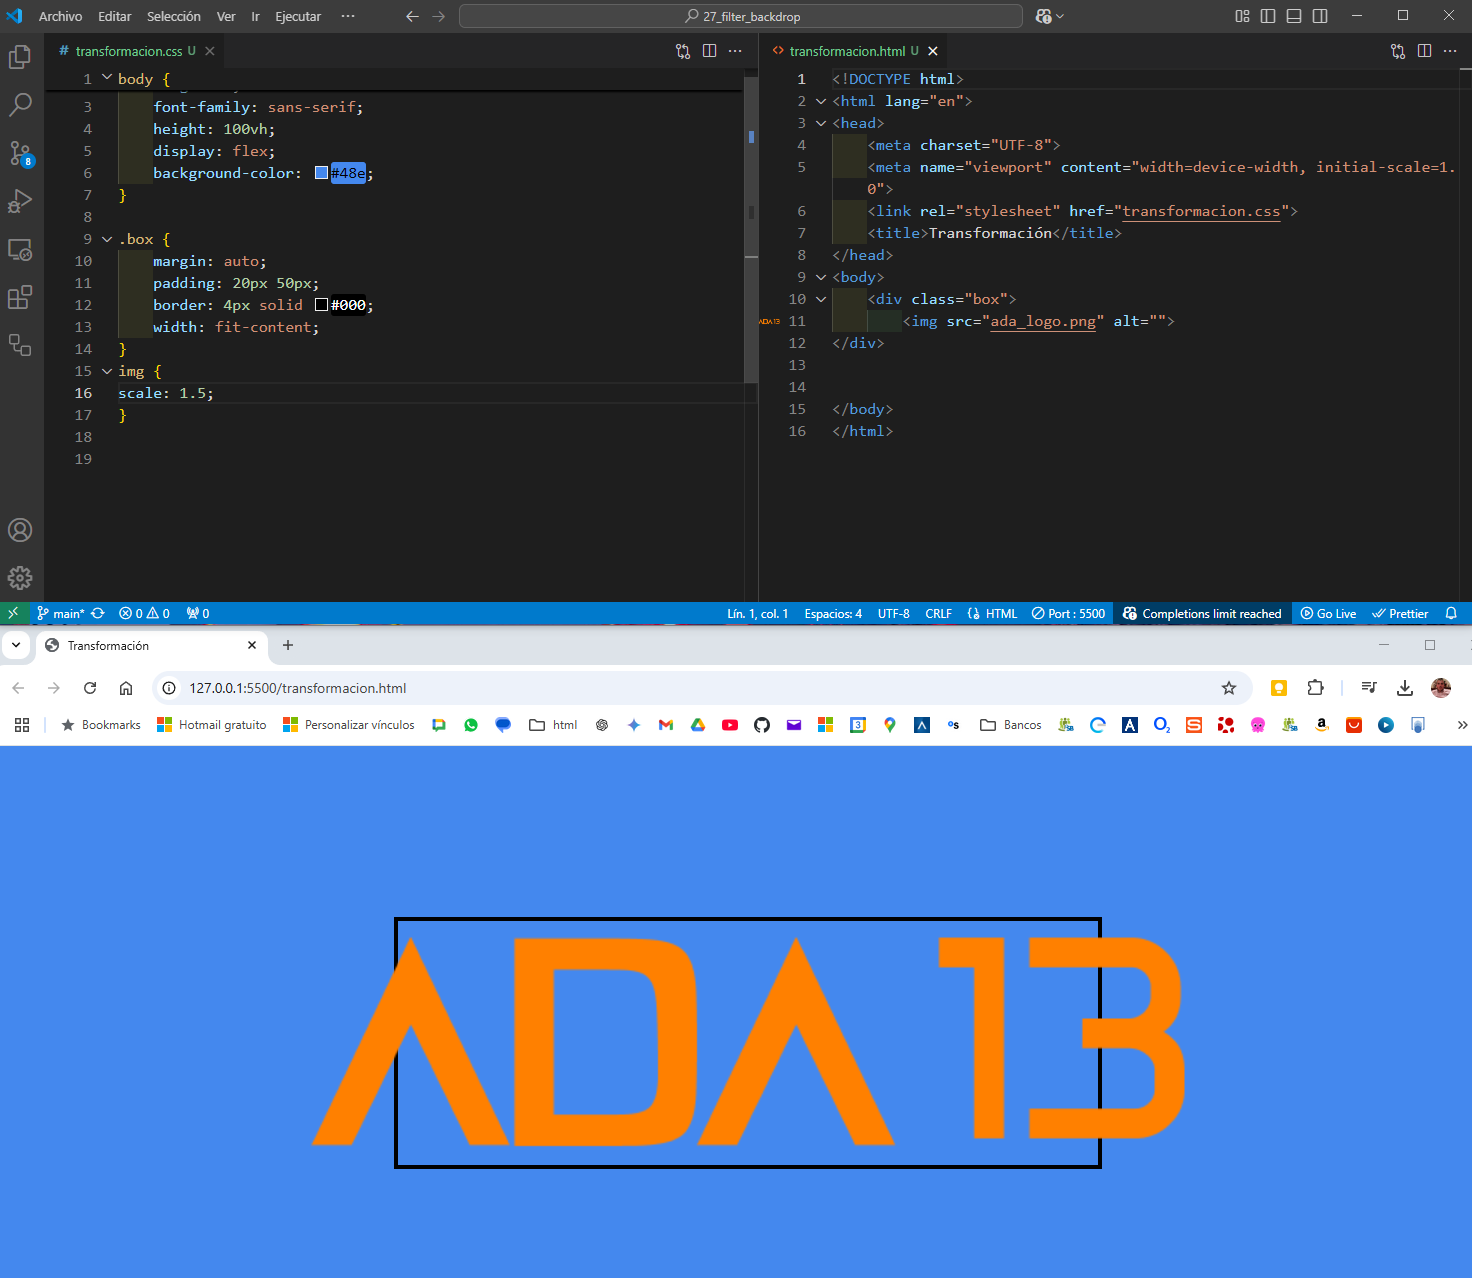 Archivo Editar Selección Ver Ir Ejecutar ···
27_filter_backdrop
# transformacion.css U
1 body {
3 font-family: sans-serif;
4 height: 100vh;
5 display: flex;
6 background-color: #48e;
7 }
8
9 .box {
10 margin: auto;
11 padding: 20px 50px;
12 border: 4px solid #000;
13 width: fit-content;
14 }
15 img {
16 scale: 1.5;
17 }
18
19
<> transformacion.html U
1 <!DOCTYPE html>
2 <html lang="en">
3 <head>
4 <meta charset="UTF-8">
5 <meta name="viewport" content="width=device-width, initial-scale=1.
0">
6 <link rel="stylesheet" href="transformacion.css">
7 <title>Transformación</title>
8 </head>
9 <body>
10 <div class="box">
ADA 13 11 <img src="ada_logo.png" alt="">
12 </div>
13
14
15 </body>
16 </html>
8
main* 0 0 0 Lín. 1, col. 1 Espacios: 4 UTF-8 CRLF HTML Port : 5500 Completions limit reached Go Live Prettier
Transformación
127.0.0.1:5500/transformacion.html
Bookmarks Hotmail gratuito Personalizar vínculos html Bancos
ADA 13